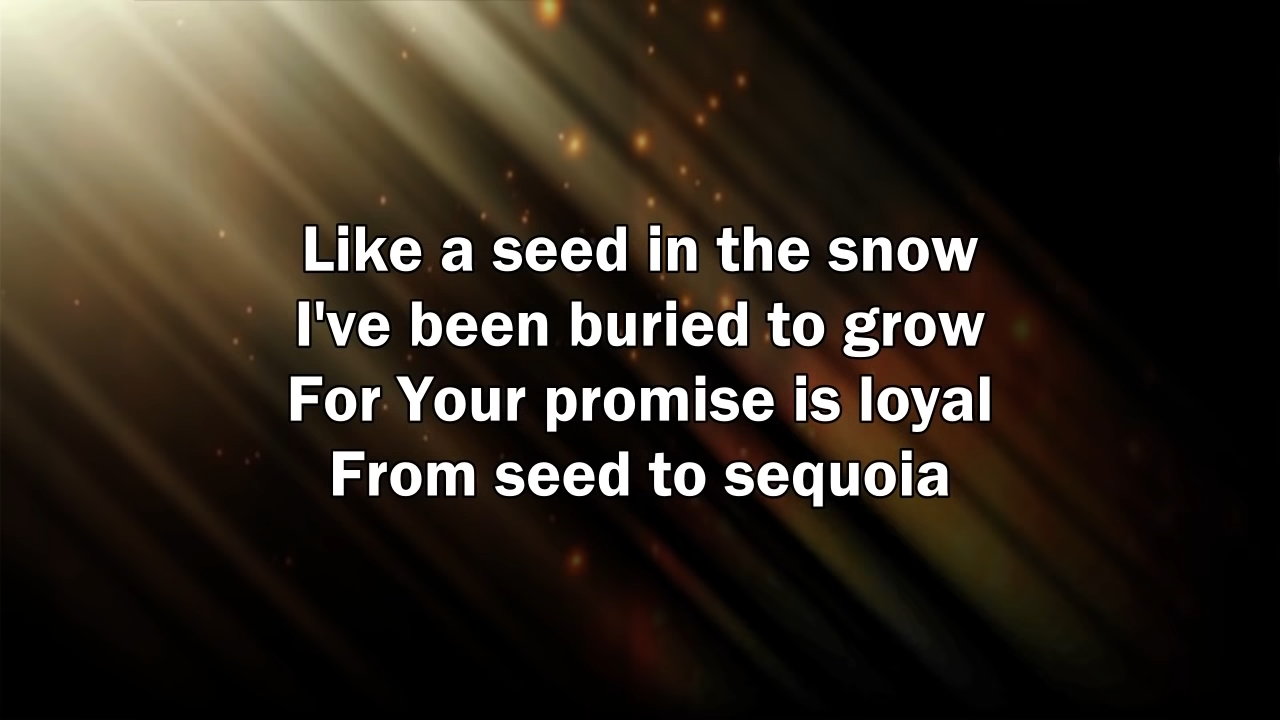 Like a seed in the snow
I've been buried to grow
For Your promise is loyal
From seed to sequoia